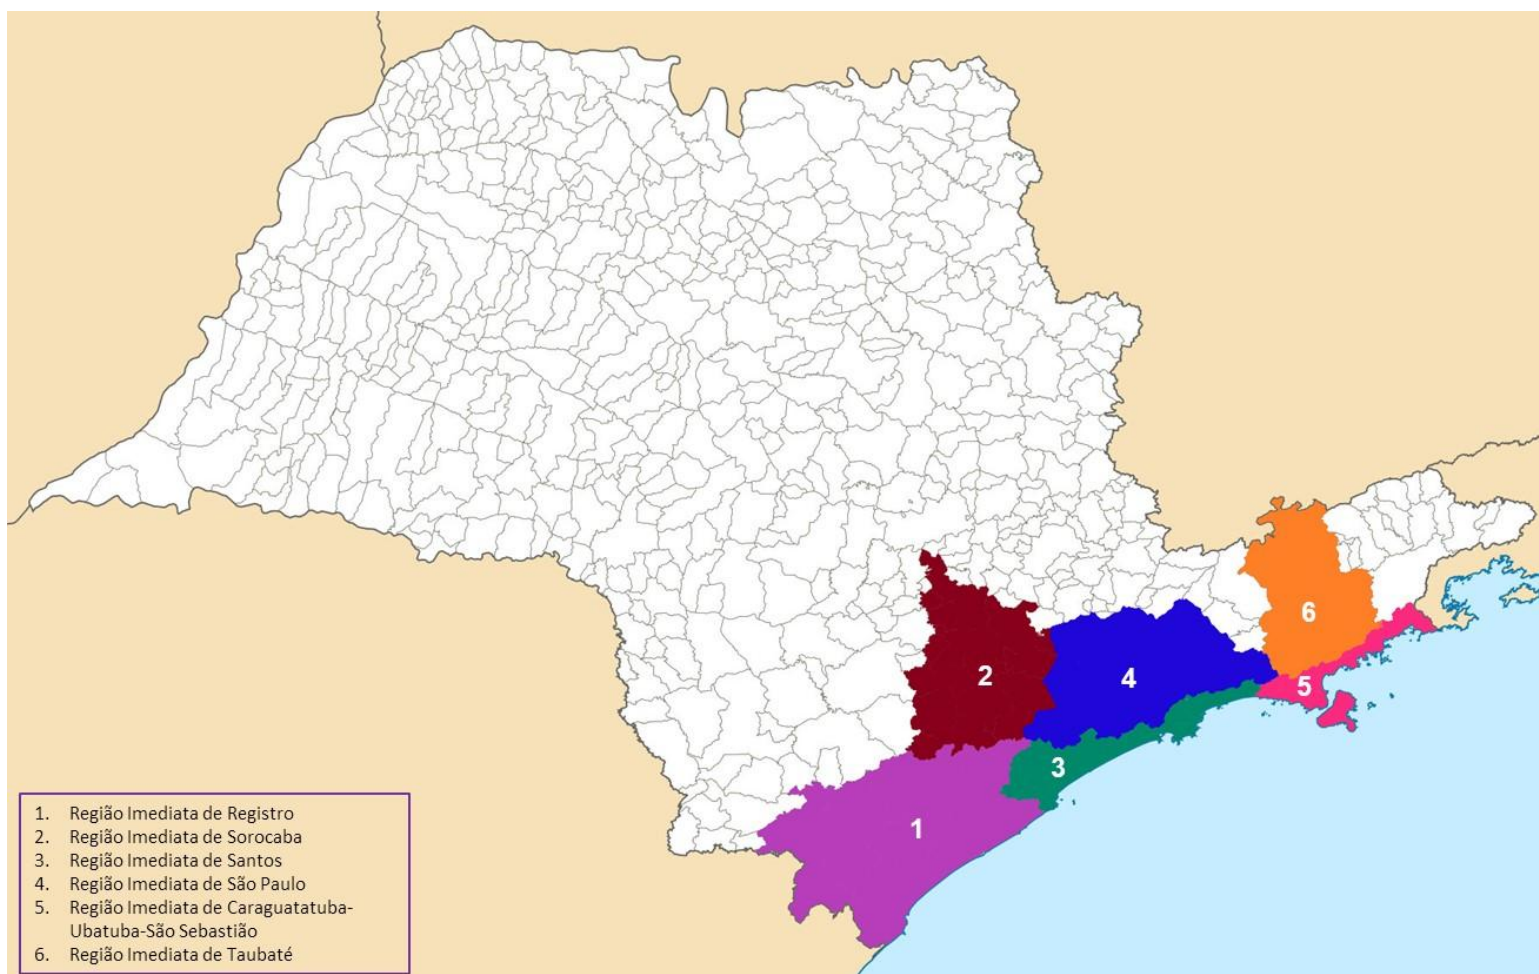 6
2
4
5
3
1
1. Região Imediata de Registro
2. Região Imediata de Sorocaba
3. Região Imediata de Santos
4. Região Imediata de São Paulo
5. Região Imediata de Caraguatatuba-
Ubatuba-São Sebastião
6. Região Imediata de Taubaté